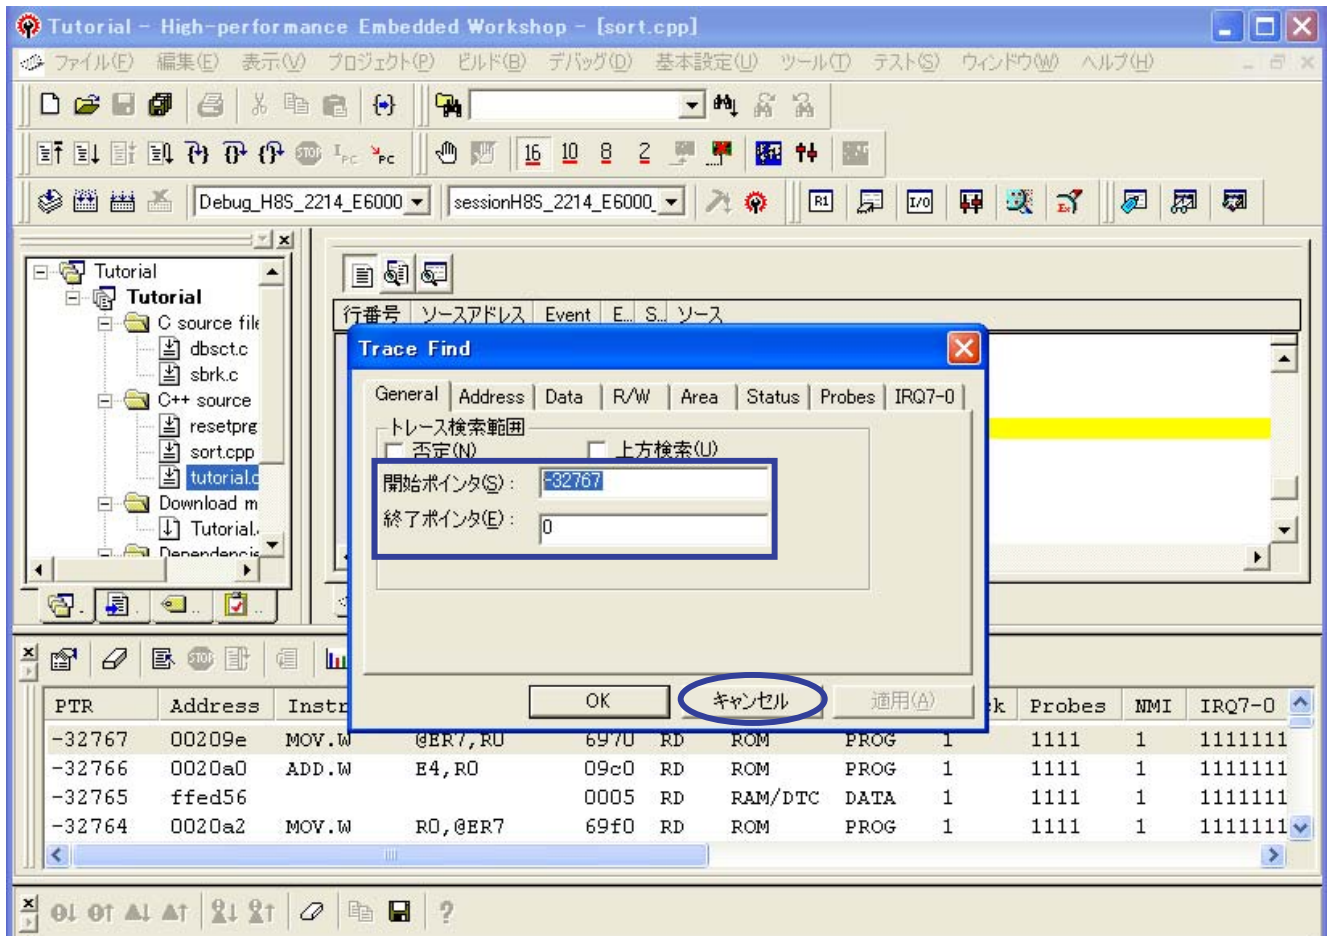 Tutorial - High-performance Embedded Workshop - [sort.cpp]
ファイル(F) 編集(E) 表示(V) プロジェクト(P) ビルド(B) デバッグ(D) 基本設定(U) ツール(T) テスト(S) ウィンドウ(W) ヘルプ(H)
STOP PC PC 16 10 8 2
Debug_H8S_2214_E6000 sessionH8S_2214_E6000_ R1 I/O
Tutorial
Tutorial
C source file
dbsct.c
sbrk.c
C++ source
resetprg
sort.cpp
tutorial.c
Download m
Tutorial.
Dependencie
行番号 ソースアドレス Event E... S... ソース
Trace Find
General Address Data R/W Area Status Probes IRQ7-0
トレース検索範囲
否定(N) 上方検索(U)
開始ポインタ(S): -32767
終了ポインタ(E): 0
OK キャンセル 適用(A)
STOP
PTR Address Instr k Probes NMI IRQ7-0
-32767 00209e MOV.W @ER7,R0 6970 RD ROM PROG 1 1111 1 1111111
-32766 0020a0 ADD.W E4,R0 09c0 RD ROM PROG 1 1111 1 1111111
-32765 ffed56 0005 RD RAM/DTC DATA 1 1111 1 1111111
-32764 0020a2 MOV.W R0,@ER7 69f0 RD ROM PROG 1 1111 1 1111111